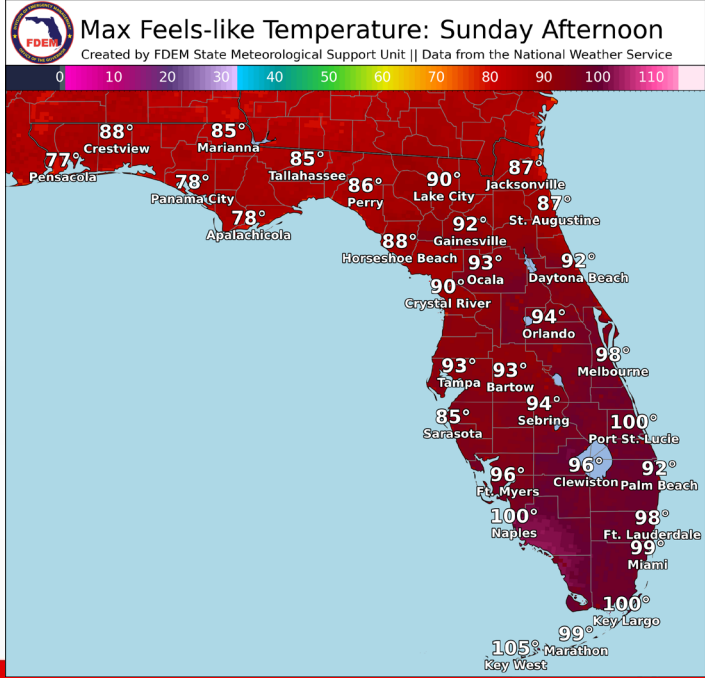 Max Feels-like Temperature: Sunday Afternoon
Created by FDEM State Meteorological Support Unit || Data from the National Weather Service
FDEM
0 10 20 30 40 50 60 70 80 90 100 110
88°
Crestview
85°
Marianna
77°
Pensacola
85°
Tallahassee
78°
Panama City
86°
Perry
90°
Lake City
87°
Jacksonville
78°
Apalachicola
87°
St. Augustine
92°
Gainesville
88°
Horseshoe Beach
93°
Ocala
92°
Daytona Beach
90°
Crystal River
94°
Orlando
98°
Melbourne
93°
Tampa
93°
Bartow
94°
Sebring
85°
Sarasota
100°
Port St. Lucie
96°
Clewiston
92°
Palm Beach
96°
Ft. Myers
100°
Naples
98°
Ft. Lauderdale
99°
Miami
100°
Key Largo
99°
Marathon
105°
Key West